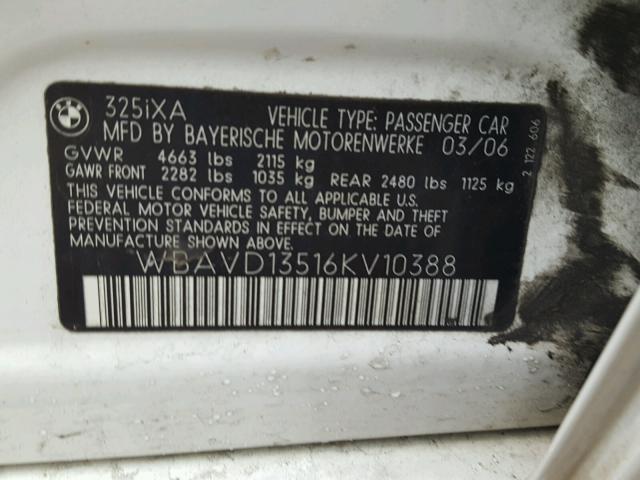 BMW
325iXA VEHICLE TYPE: PASSENGER CAR
MFD BY BAYERISCHE MOTORENWERKE 03/06
GVWR 4663 lbs 2115 kg
GAWR FRONT 2282 lbs 1035 kg REAR 2480 lbs 1125 kg
THIS VEHICLE CONFORMS TO ALL APPLICABLE U.S.
FEDERAL MOTOR VEHICLE SAFETY, BUMPER AND THEFT
PREVENTION STANDARDS IN EFFECT ON THE DATE OF
MANUFACTURE SHOWN ABOVE.
WBAVD13516KV10388
2 122 606